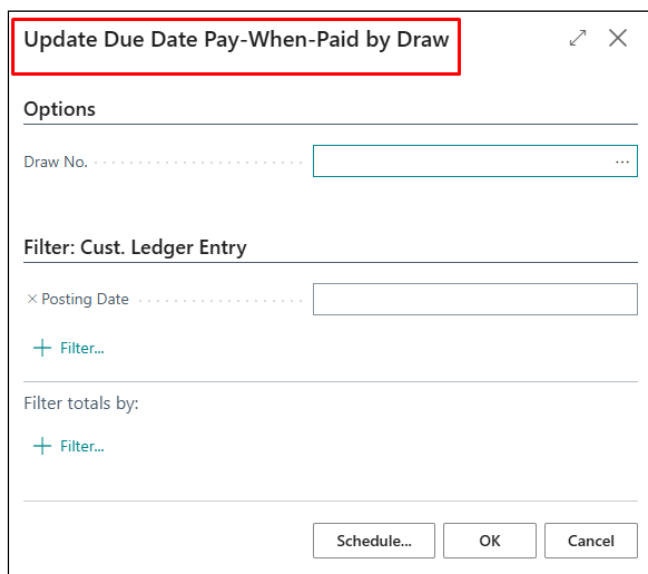 Update Due Date Pay-When-Paid by Draw
Options
Draw No.
...
Filter: Cust. Ledger Entry
× Posting Date
+ Filter...
Filter totals by:
+ Filter...
Schedule... OK Cancel